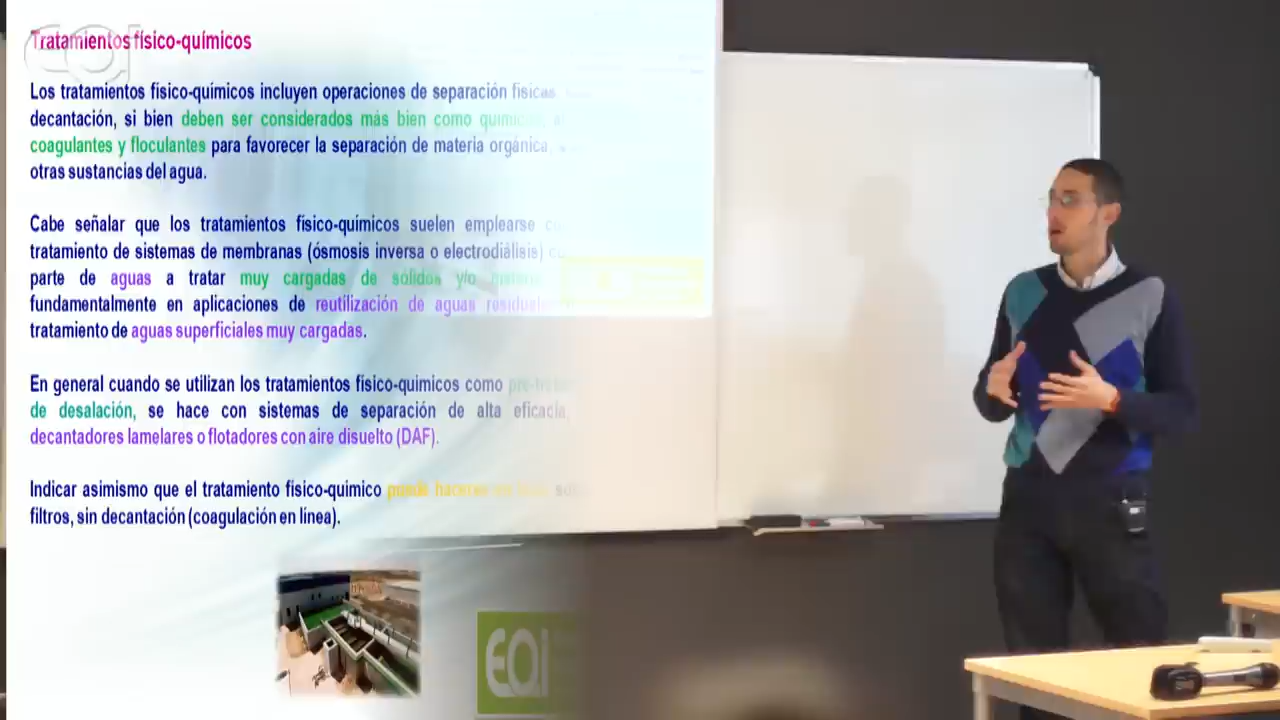 Tratamientos físico-químicos
Los tratamientos físico-químicos incluyen operaciones de separación físicas,
decantación, si bien deben ser considerados más bien como químicos,
coagulantes y floculantes para favorecer la separación de materia orgánica,
otras sustancias del agua.
Cabe señalar que los tratamientos físico-químicos suelen emplearse
tratamiento de sistemas de membranas (ósmosis inversa o electrodiálisis)
parte de aguas a tratar muy cargadas de sólidos y/o
fundamentalmente en aplicaciones de reutilización de aguas
tratamiento de aguas superficiales muy cargadas.
En general cuando se utilizan los tratamientos físico-químicos como
de desalación, se hace con sistemas de separación de alta eficacia,
decantadores lamelares o flotadores con aire disuelto (DAF).
Indicar asimismo que el tratamiento físico-químico puede hacerse
filtros, sin decantación (coagulación en línea).
EOI